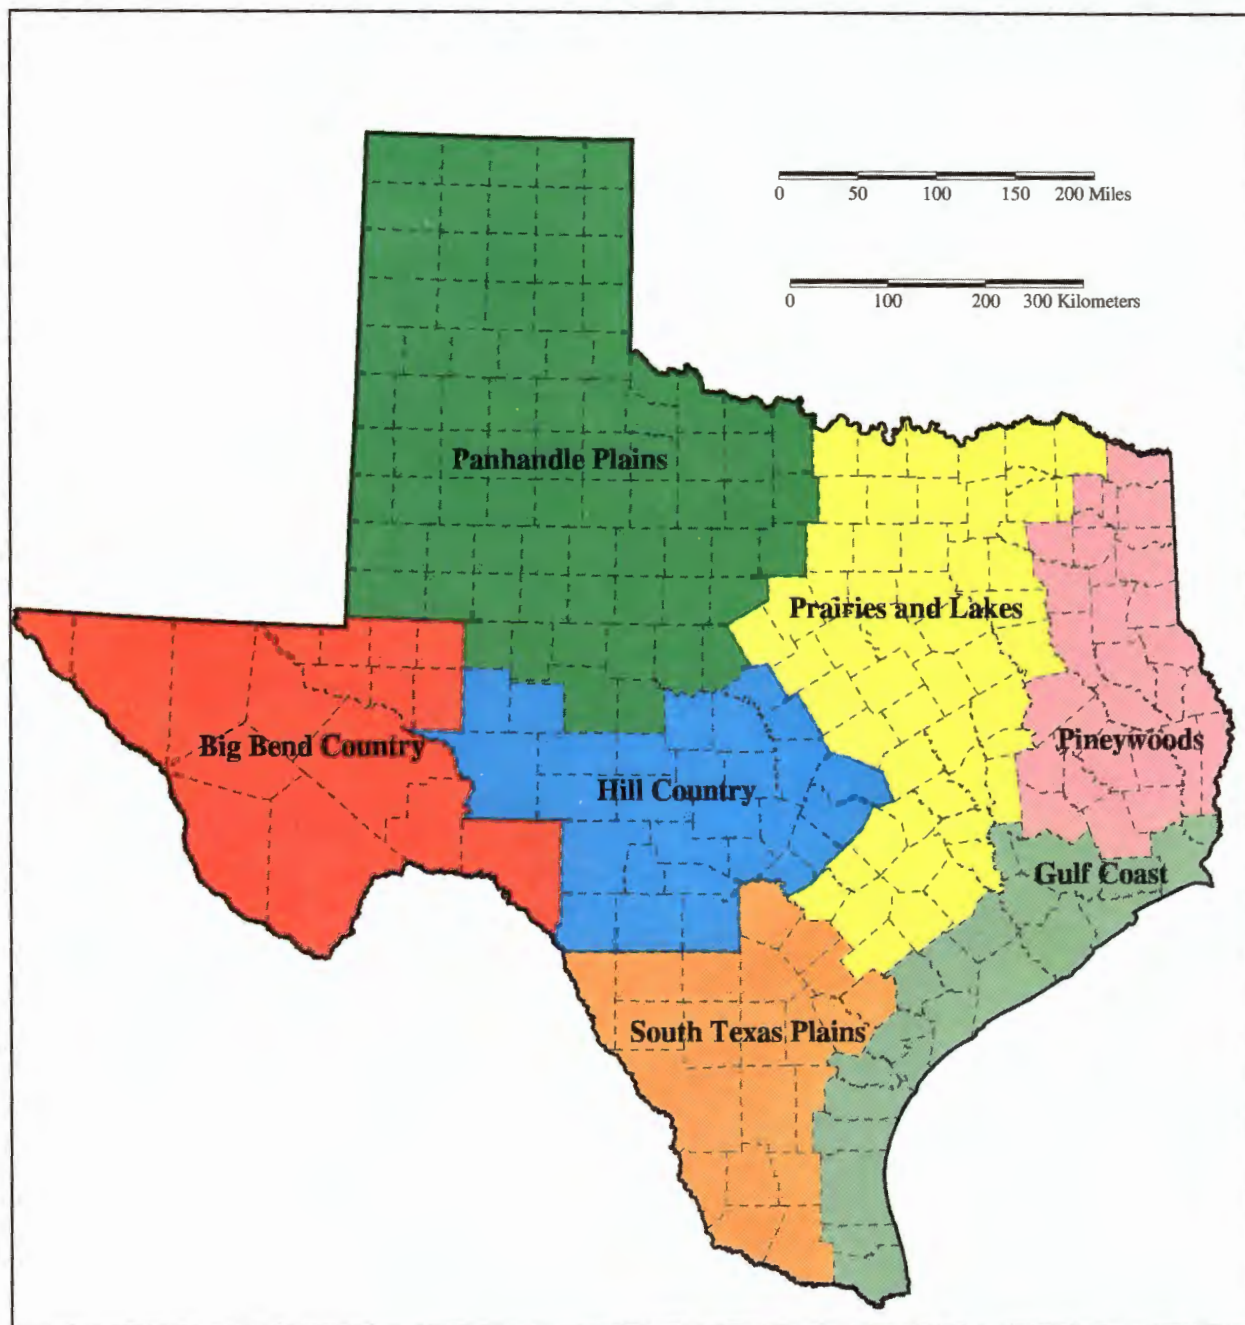 0 50 100 150 200 Miles
0 100 200 300 Kilometers
Panhandle Plains
Prairies and Lakes
Big Bend Country
Pineywoods
Hill Country
Gulf Coast
South Texas Plains